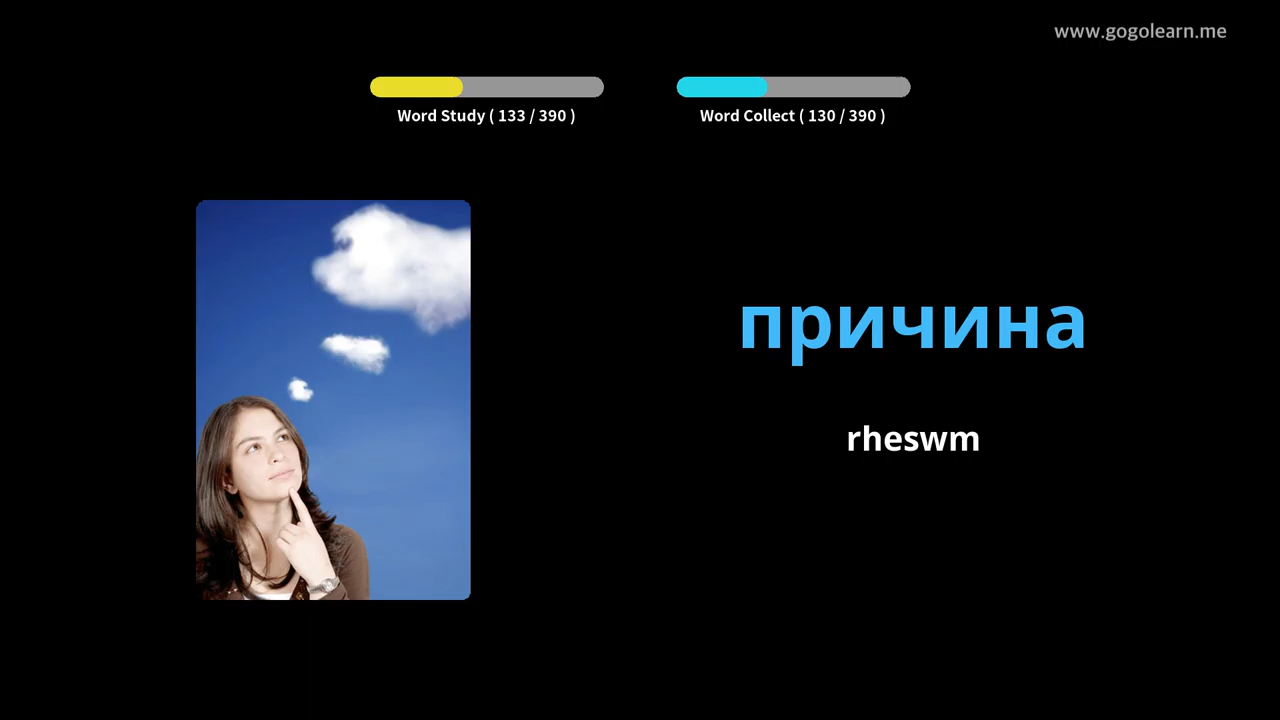 www.gogolearn.me
Word Study ( 133 / 390 )
Word Collect ( 130 / 390 )
причина
rheswm